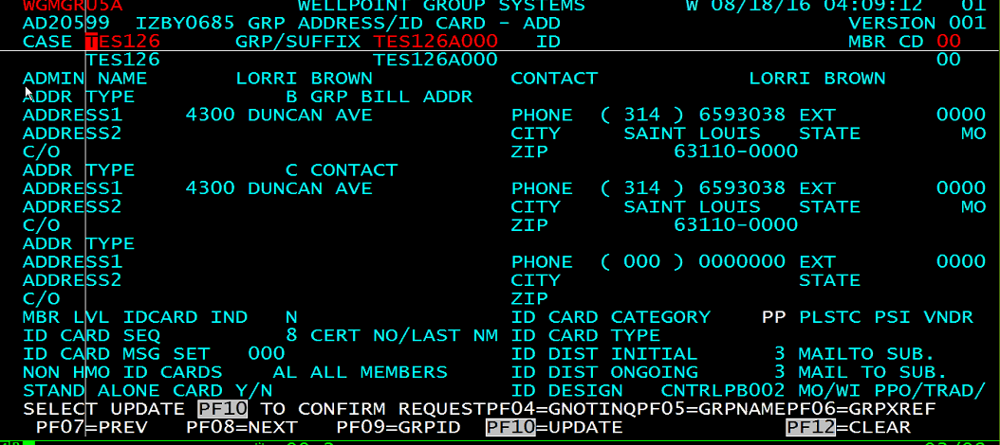 WGMGRU5A WELLPOINT GROUP SYSTEMS W 08/18/16 04:09:12 01
AD20599 IZBY0685 GRP ADDRESS/ID CARD - ADD VERSION 001
CASE TES126 GRP/SUFFIX TES126A000 ID MBR CD 00
TES126 TES126A000 00
ADMIN NAME LORRI BROWN CONTACT LORRI BROWN
ADDR TYPE B GRP BILL ADDR
ADDRESS1 4300 DUNCAN AVE PHONE ( 314 ) 6593038 EXT 0000
ADDRESS2 CITY SAINT LOUIS STATE MO
C/O ZIP 63110-0000
ADDR TYPE C CONTACT
ADDRESS1 4300 DUNCAN AVE PHONE ( 314 ) 6593038 EXT 0000
ADDRESS2 CITY SAINT LOUIS STATE MO
C/O ZIP 63110-0000
ADDR TYPE
ADDRESS1 PHONE ( 000 ) 0000000 EXT 0000
ADDRESS2 CITY STATE
C/O ZIP
MBR LVL IDCARD IND N ID CARD CATEGORY PP PLSTC PSI VNDR
ID CARD SEQ 8 CERT NO/LAST NM ID CARD TYPE
ID CARD MSG SET 000 ID DIST INITIAL 3 MAILTO SUB.
NON HMO ID CARDS AL ALL MEMBERS ID DIST ONGOING 3 MAIL TO SUB.
STAND ALONE CARD Y/N ID DESIGN CNTRLPB002 MO/WI PPO/TRAD/
SELECT UPDATE PF10 TO CONFIRM REQUESTPF04=GNOTINQPF05=GRPNAMEPF06=GRPXREF
PF07=PREV PF08=NEXT PF09=GRPID PF10=UPDATE PF12=CLEAR